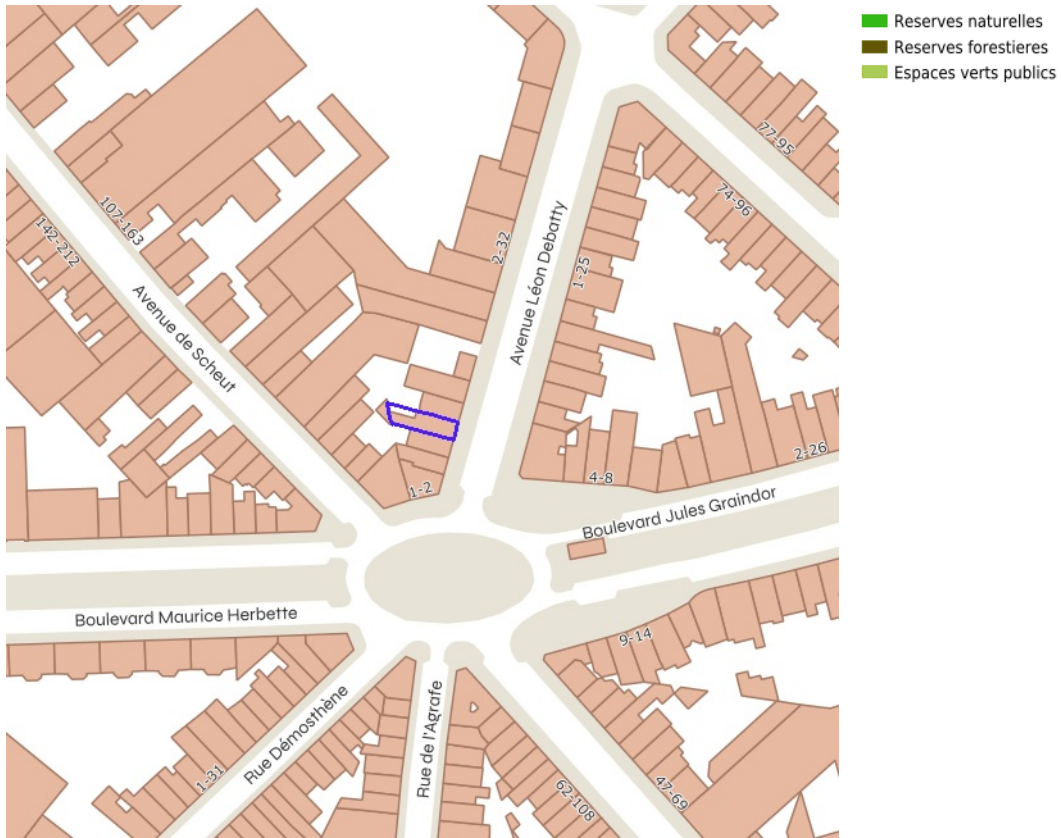 Reserves naturelles
Reserves forestieres
Espaces verts publics
77-95
74-96
107-163
142-212
2-32
1-25
Avenue Léon Debatty
Avenue de Scheut
2-26
4-8
1-2
Boulevard Jules Graindor
Boulevard Maurice Herbette
9-14
Rue Démosthène
Rue de l'Agrafe
1-31
62-108
47-69